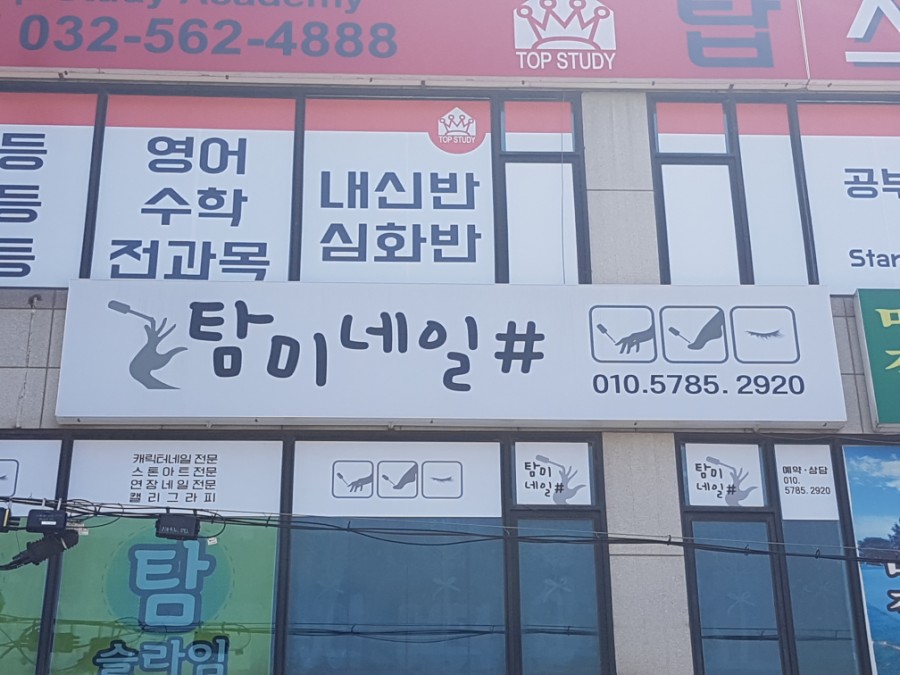 Study Academy
032-562-4888
TOP STUDY
탑
등
등
등
영어
수학
전과목
TOP STUDY
내신반
심화반
Star
탐미네일#
010.5785.2920
캐릭터네일 전문
스톤아트전문
연장네일전문
캘리그라피
탐미
네일#
탐미
네일#
예약·상담
010.
5785.2920
탐
슬라임